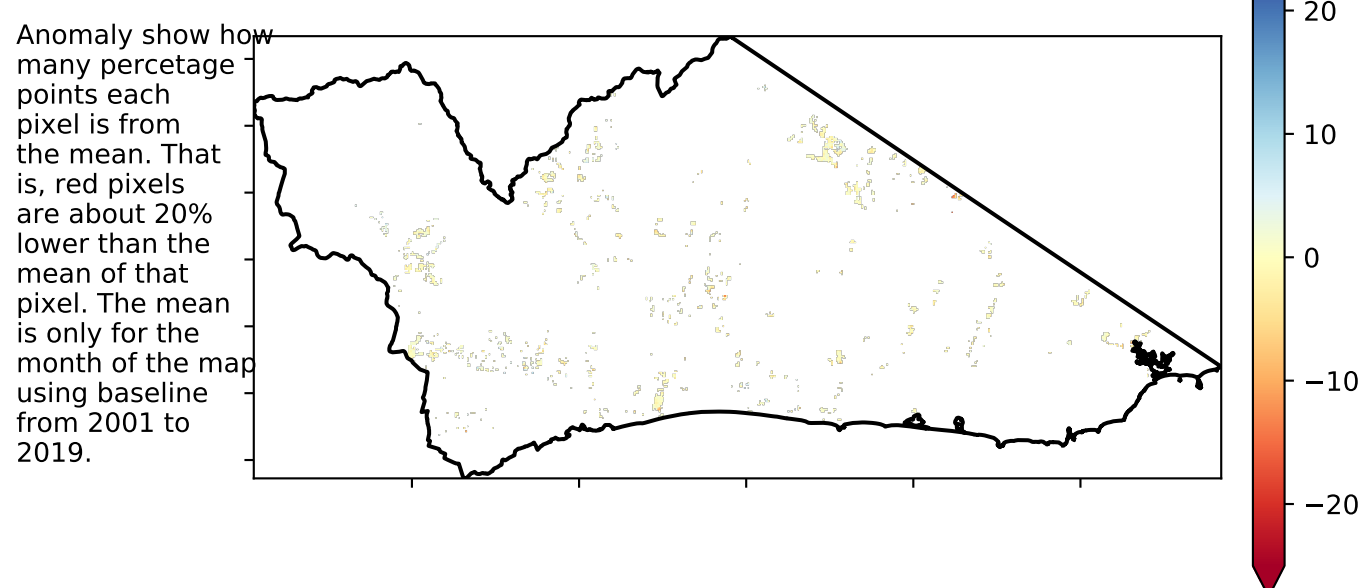 Anomaly show how
many percetage
points each
pixel is from
the mean. That
is, red pixels
are about 20%
lower than the
mean of that
pixel. The mean
is only for the
month of the map
using baseline
from 2001 to
2019.
20
10
0
−10
−20